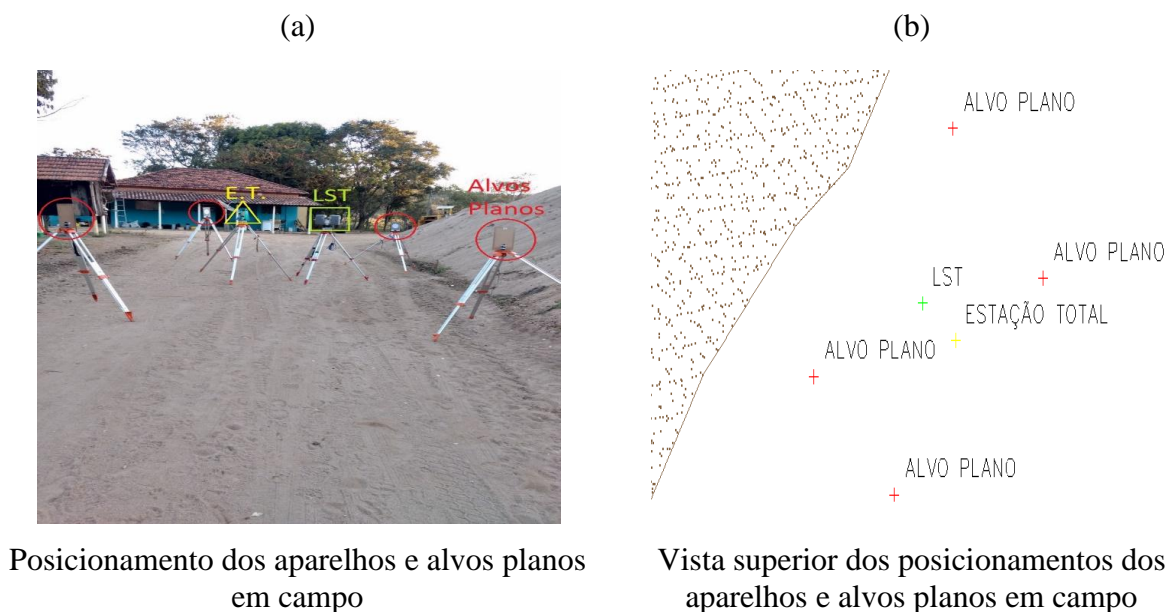 (a)
(b)
E.T.
LST
Alvos
Planos
ALVO PLANO
ALVO PLANO
LST
ESTAÇÃO TOTAL
ALVO PLANO
ALVO PLANO
Posicionamento dos aparelhos e alvos planos
em campo
Vista superior dos posicionamentos dos
aparelhos e alvos planos em campo